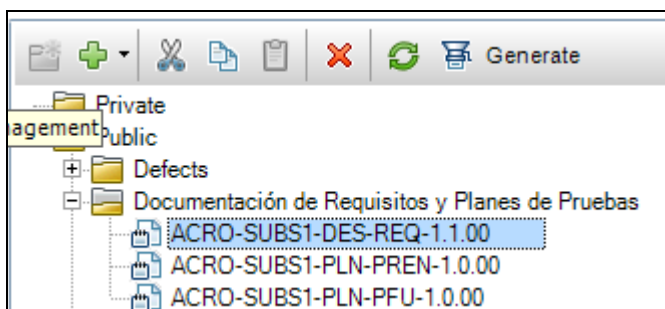 Generate
Private
agement
Public
Defects
Documentación de Requisitos y Planes de Pruebas
ACRO-SUBS1-DES-REQ-1.1.00
ACRO-SUBS1-PLN-PREN-1.0.00
ACRO-SUBS1-PLN-PFU-1.0.00